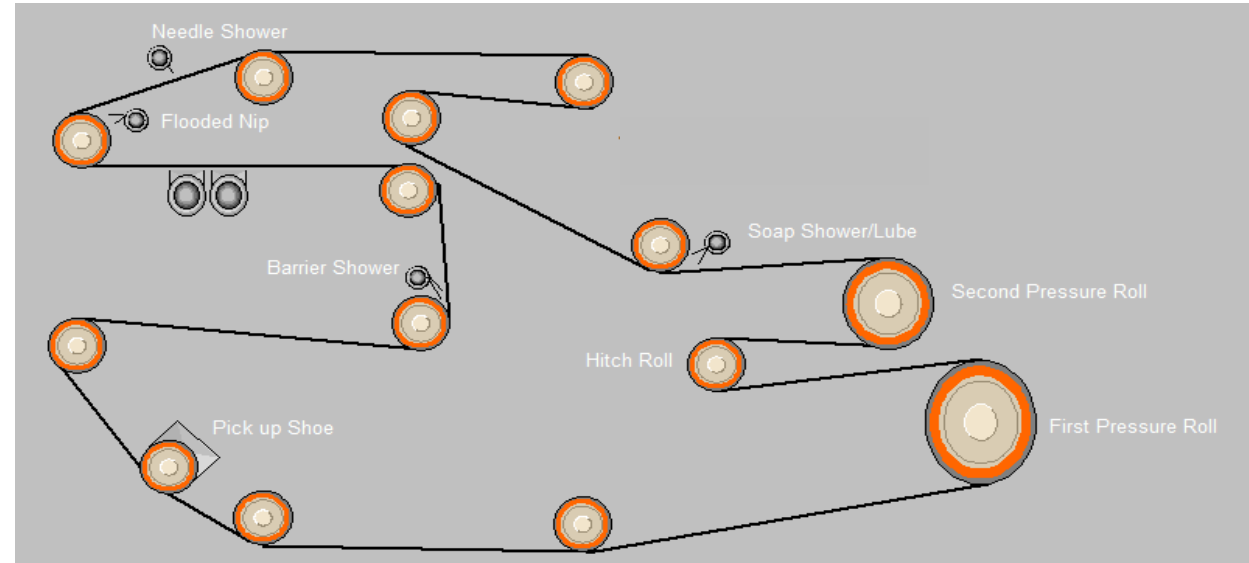 Needle Shower
Flooded Nip
Soap Shower/Lube
Barrier Shower
Second Pressure Roll
Hitch Roll
Pick up Shoe
First Pressure Roll